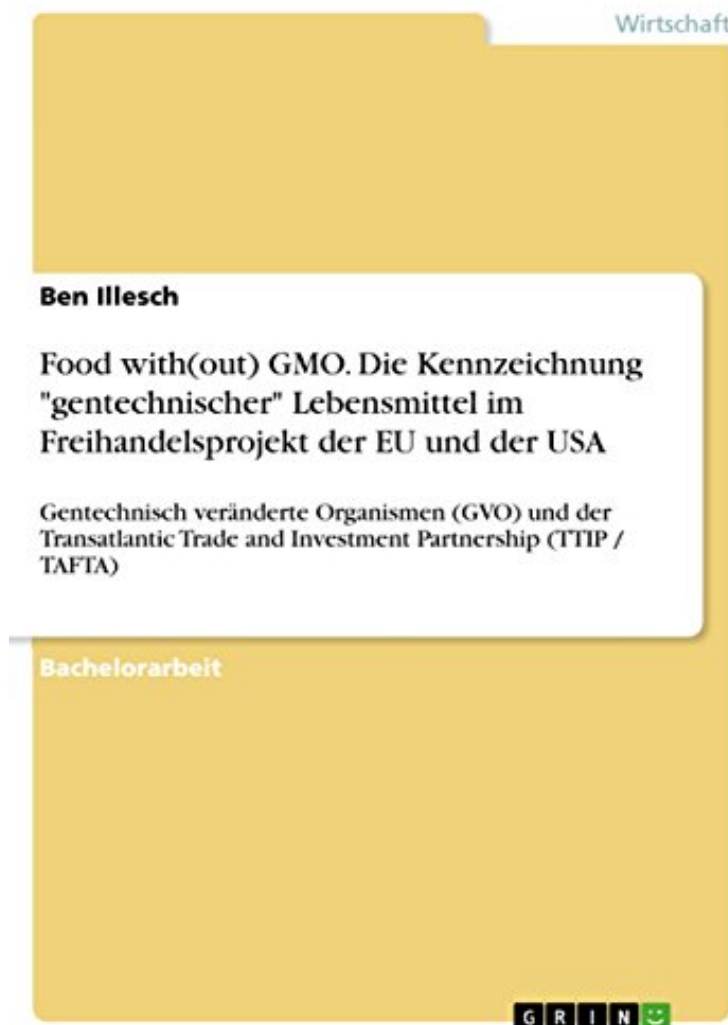 Wirtschaft
Ben Illesch
Food with(out) GMO. Die Kennzeichnung
"gentechnischer" Lebensmittel im
Freihandelsprojekt der EU und der USA
Gentechnisch veränderte Organismen (GVO) und der
Transatlantic Trade and Investment Partnership (TTIP /
TAFTA)
Bachelorarbeit
GRIN